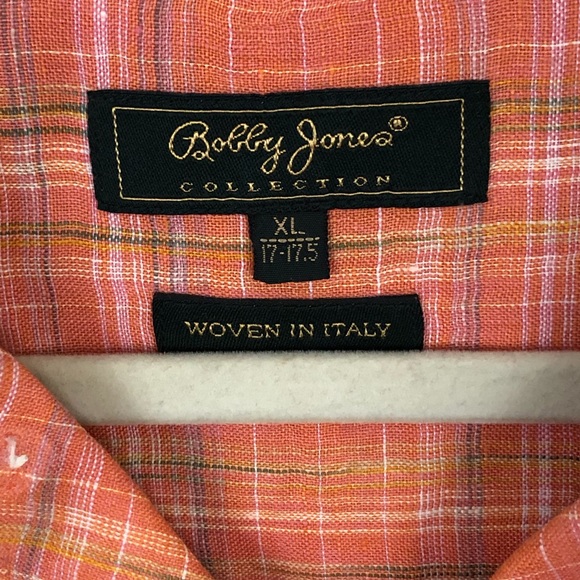 Bobby Jones®
COLLECTION
XL
17-17.5
WOVEN IN ITALY